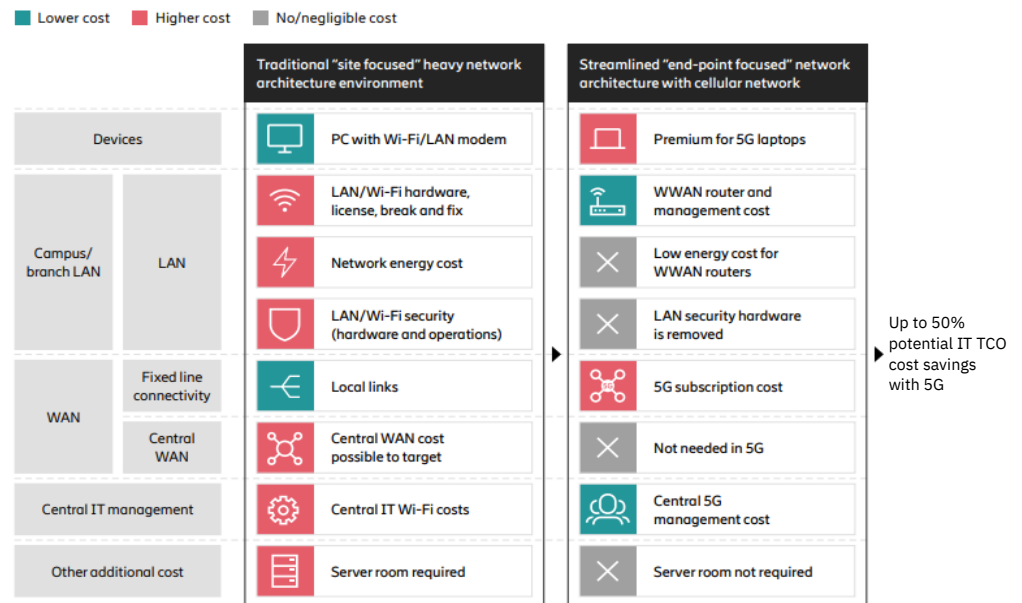 Lower cost
Higher cost
No/negligible cost
Traditional "site focused" heavy network
architecture environment
Streamlined "end-point focused" network
architecture with cellular network
Devices
PC with Wi-Fi/LAN modem
Premium for 5G laptops
Campus/
branch LAN
LAN
LAN/Wi-Fi hardware,
license, break and fix
WWAN router and
management cost
Network energy cost
Low energy cost for
WWAN routers
LAN/Wi-Fi security
(hardware and operations)
LAN security hardware
is removed
Up to 50%
potential IT TCO
cost savings
with 5G
WAN
Fixed line
connectivity
Local links
5G
5G subscription cost
Central
WAN
Central WAN cost
possible to target
Not needed in 5G
Central IT management
Central IT Wi-Fi costs
Central 5G
management cost
Other additional cost
Server room required
Server room not required